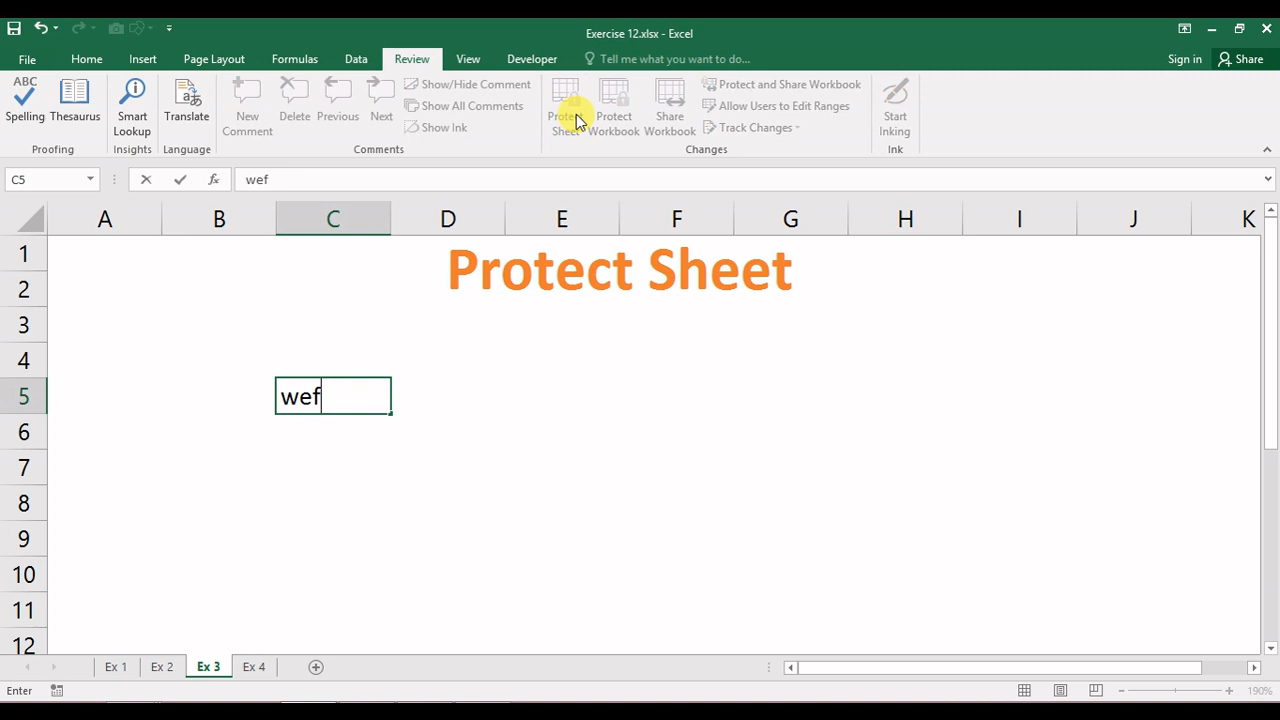 Exercise 12.xlsx - Excel
File Home Insert Page Layout Formulas Data Review View Developer Tell me what you want to do... Sign in Share
ABC
Spelling Thesaurus Smart Lookup Translate New Comment Delete Previous Next Show/Hide Comment Show All Comments Show Ink Protect Sheet Protect Workbook Share Workbook Protect and Share Workbook Allow Users to Edit Ranges Track Changes Start Inking
Proofing Insights Language Comments Changes Ink
C5 fx wef
A B C D E F G H I J K
1 Protect Sheet
2
3
4
5 wef
6
7
8
9
10
11
12
Ex 1 Ex 2 Ex 3 Ex 4
Enter 190%